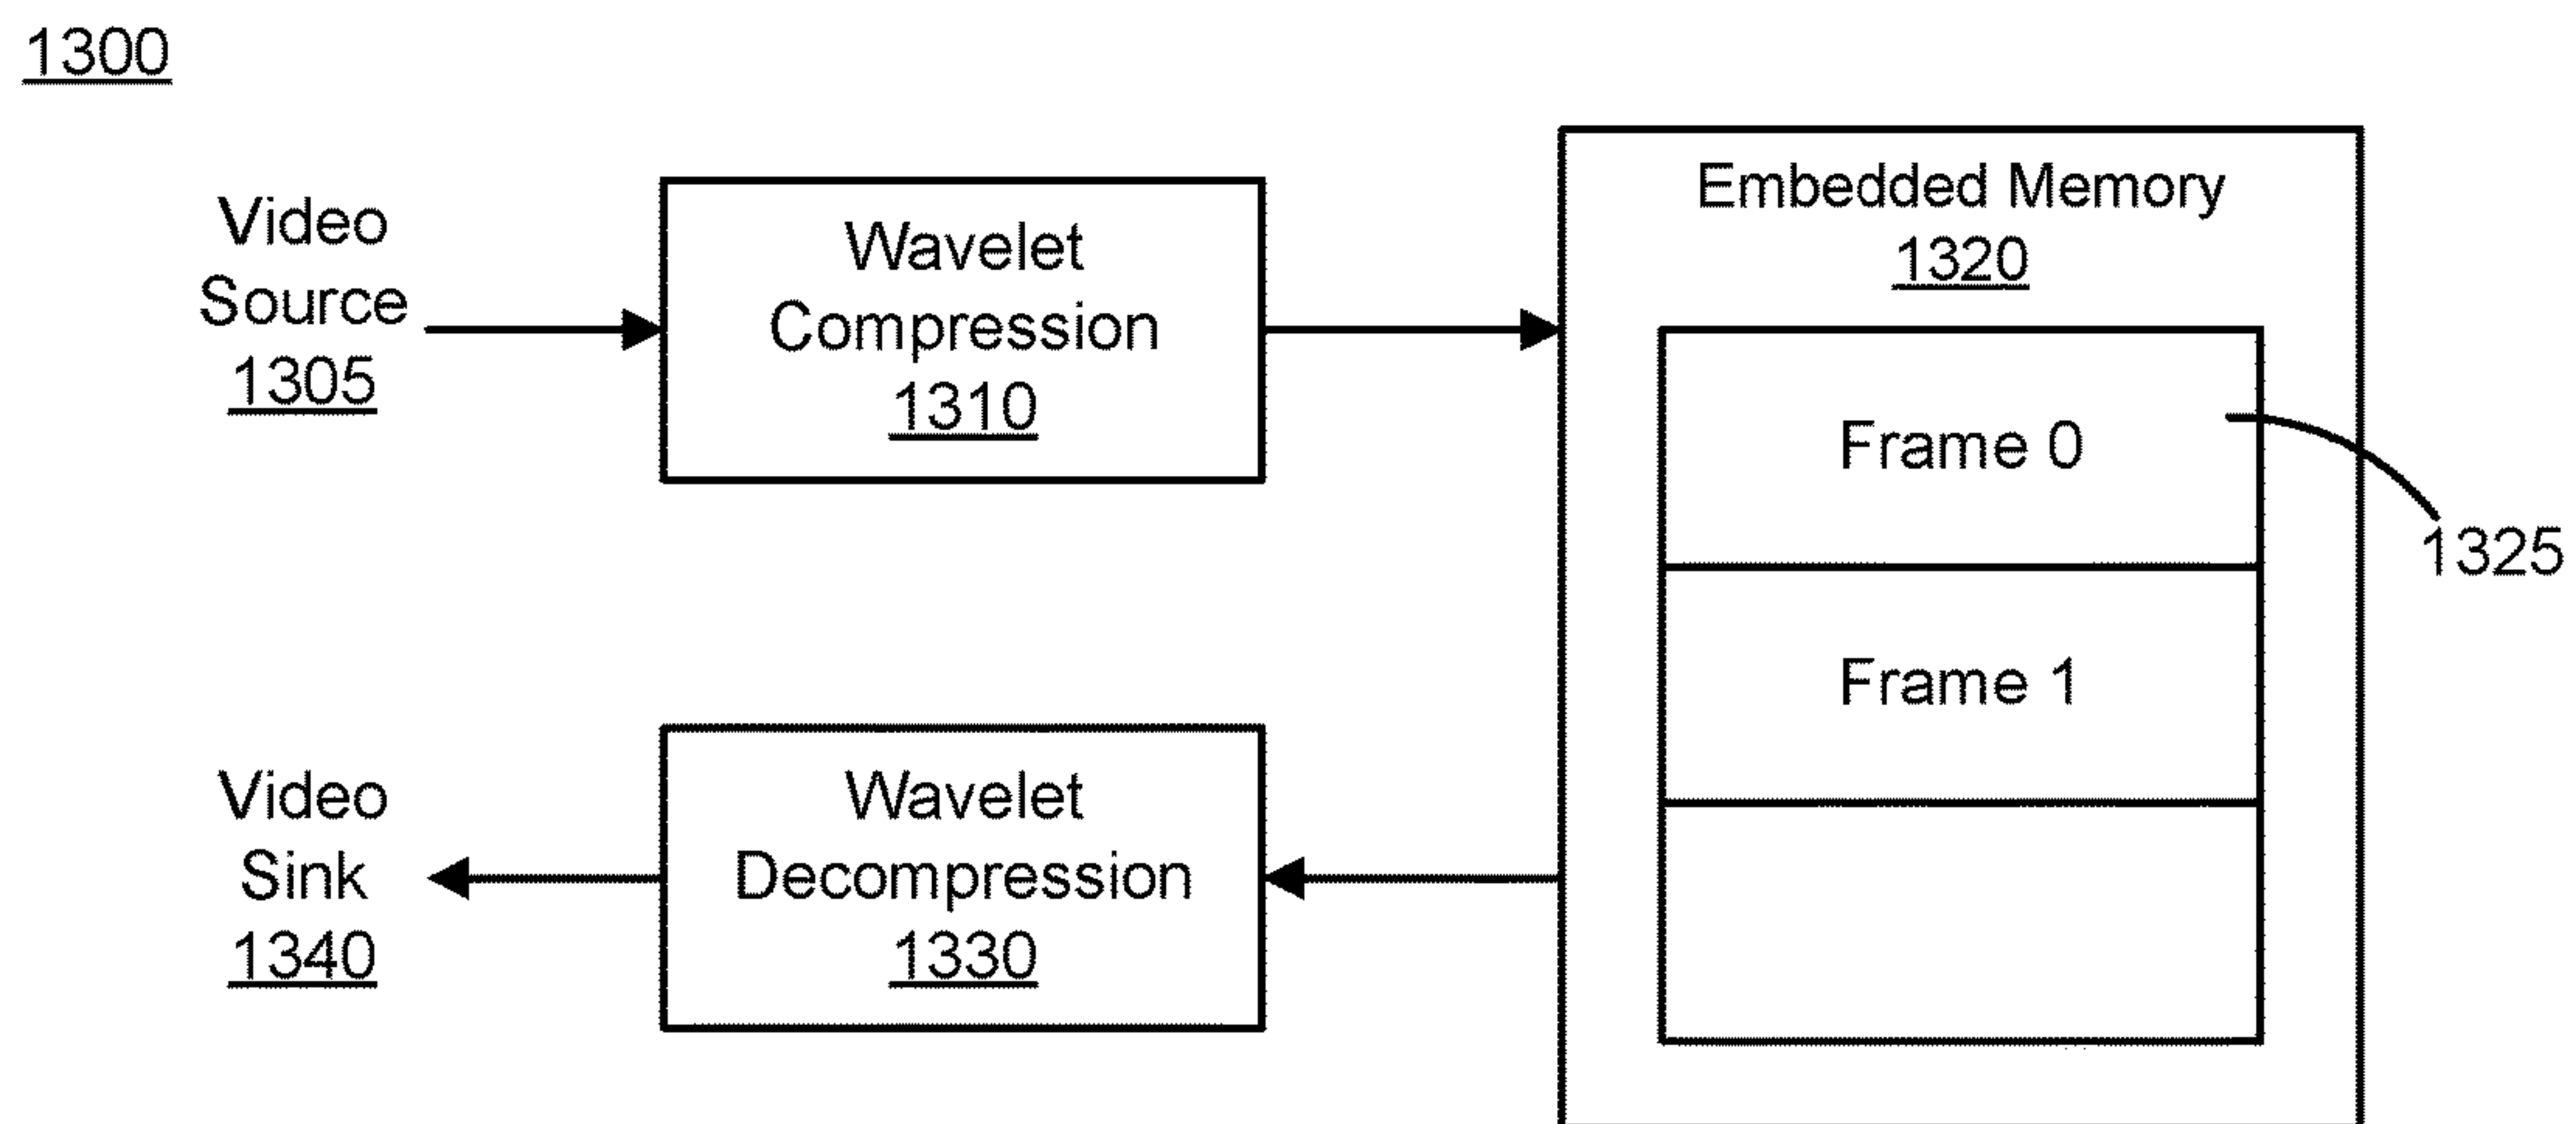 1300
Video
Source
1305
Wavelet
Compression
1310
Embedded Memory
1320
Frame 0
1325
Frame 1
Video
Sink
1340
Wavelet
Decompression
1330